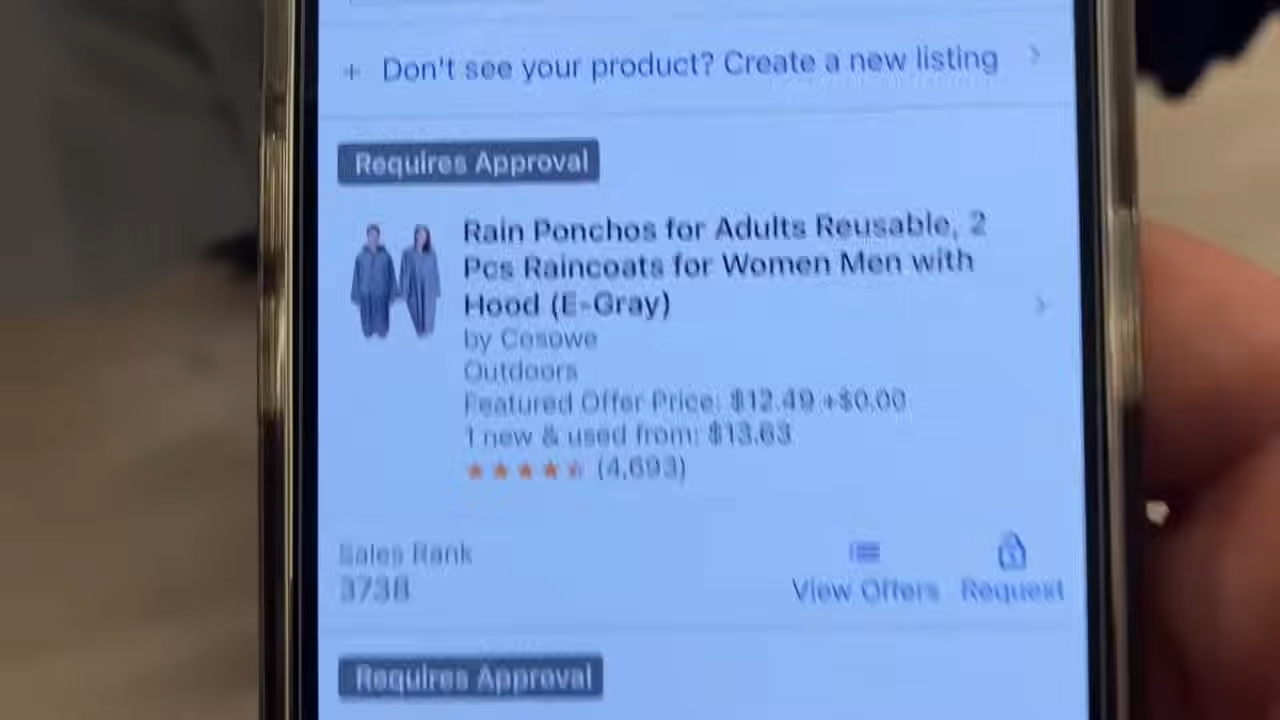 + Don't see your product? Create a new listing >
Requires Approval
Rain Ponchos for Adults Reusable, 2
Pcs Raincoats for Women Men with
Hood (E-Gray)
by Cosowe
Outdoors
Featured Offer Price: $12.49 +$0.00
1 new & used from: $13.63
(4,693)
Sales Rank
3738
View Offers
Request
Requires Approval